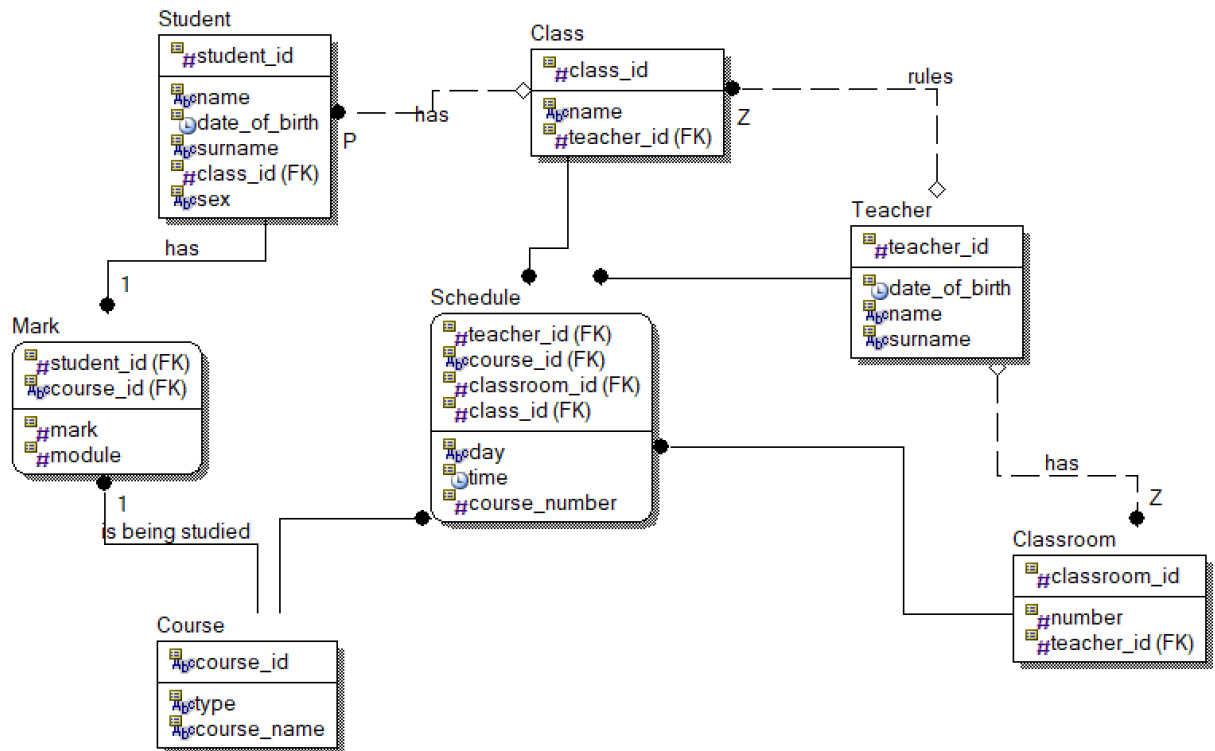 Student
#student_id
name
date_of_birth
surname
#class_id (FK)
sex
has
P
Class
#class_id
name
#teacher_id (FK)
rules
Z
Teacher
#teacher_id
date_of_birth
name
surname
has
1
Mark
#student_id (FK)
course_id (FK)
#mark
#module
1
is being studied
Schedule
#teacher_id (FK)
course_id (FK)
#classroom_id (FK)
#class_id (FK)
day
time
#course_number
has
Z
Classroom
#classroom_id
#number
#teacher_id (FK)
Course
course_id
type
course_name